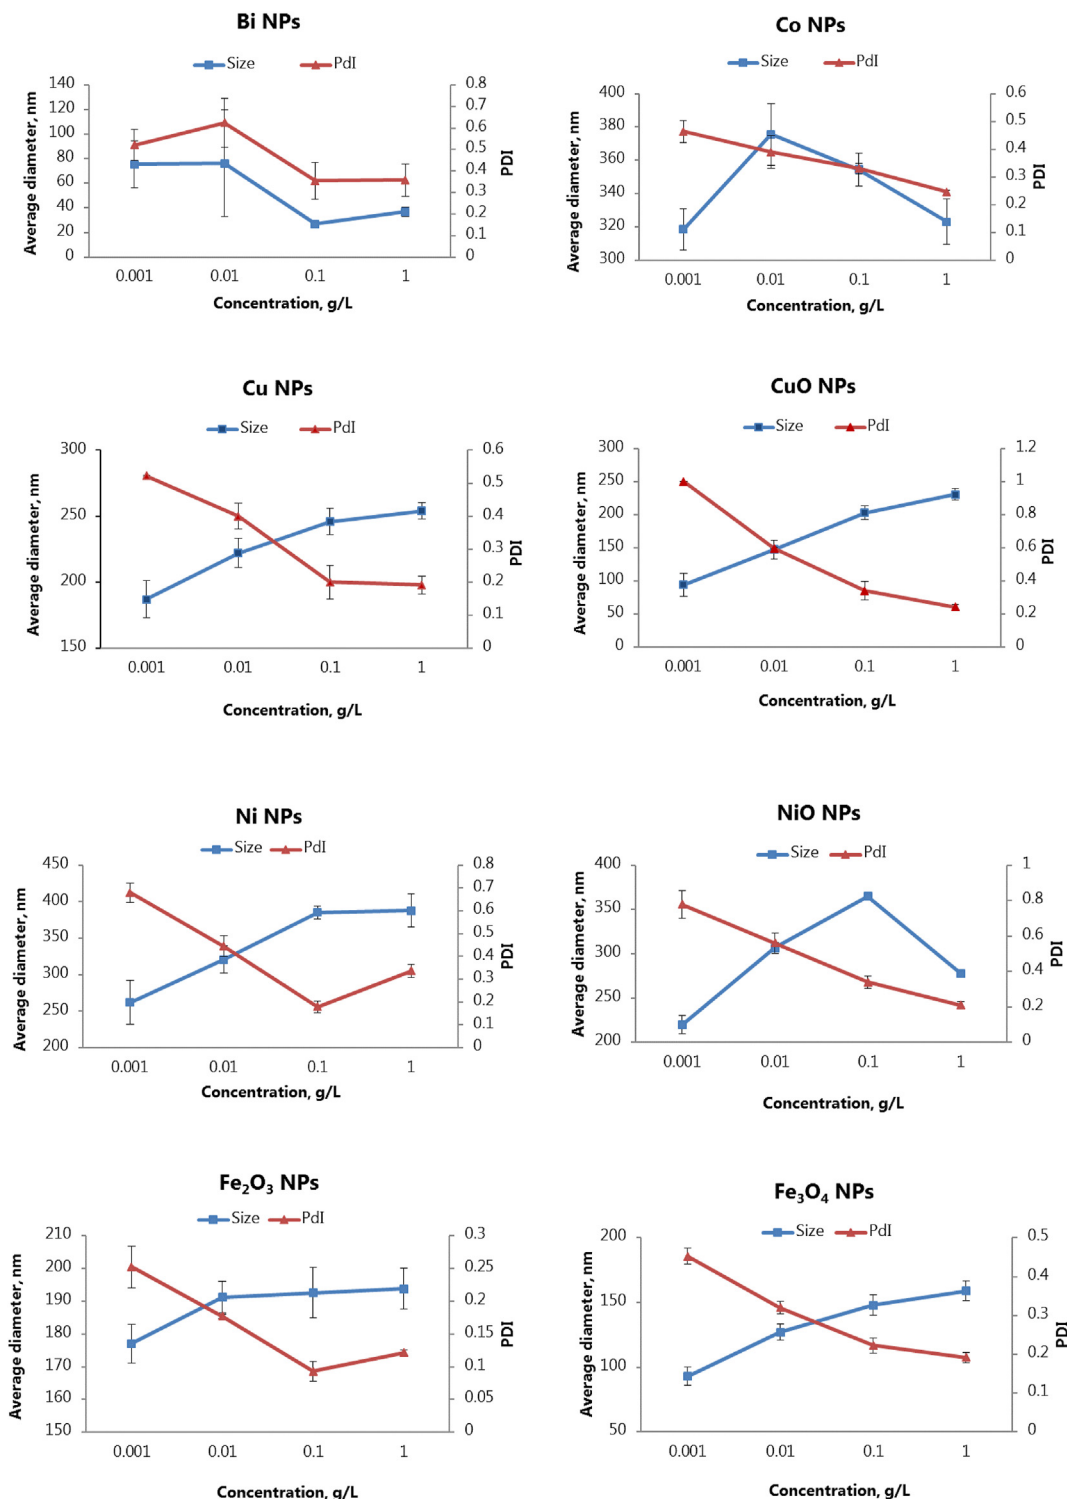 Bi NPs
Size PdI
Average diameter, nm
140
120
100
80
60
40
20
0
0.8
0.7
0.6
0.5
0.4
0.3
0.2
0.1
0
PDI
0.001 0.01 0.1 1
Concentration, g/L
Co NPs
Size PdI
Average diameter, nm
400
380
360
340
320
300
0.6
0.5
0.4
0.3
0.2
0.1
0
PDI
0.001 0.01 0.1 1
Concentration, g/L
Cu NPs
Size PdI
Average diameter, nm
300
250
200
150
0.6
0.5
0.4
0.3
0.2
0.1
0
PDI
0.001 0.01 0.1 1
Concentration, g/L
CuO NPs
Size PdI
Average diameter, nm
300
250
200
150
100
50
0
1.2
1
0.8
0.6
0.4
0.2
0
PDI
0.001 0.01 0.1 1
Concentration, g/L
Ni NPs
Size PdI
Average diameter, nm
450
400
350
300
250
200
0.8
0.7
0.6
0.5
0.4
0.3
0.2
0.1
0
PDI
0.001 0.01 0.1 1
Concentration, g/L
NiO NPs
Size PdI
Average diameter, nm
400
350
300
250
200
1
0.8
0.6
0.4
0.2
0
PDI
0.001 0.01 0.1 1
Concentration, g/L
Fe₂O₃ NPs
Size PdI
Average diameter, nm
210
200
190
180
170
160
150
0.3
0.25
0.2
0.15
0.1
0.05
0
PDI
0.001 0.01 0.1 1
Concentration, g/L
Fe₃O₄ NPs
Size PdI
Average diameter, nm
200
150
100
50
0.5
0.4
0.3
0.2
0.1
0
PDI
0.001 0.01 0.1 1
Concentration, g/L